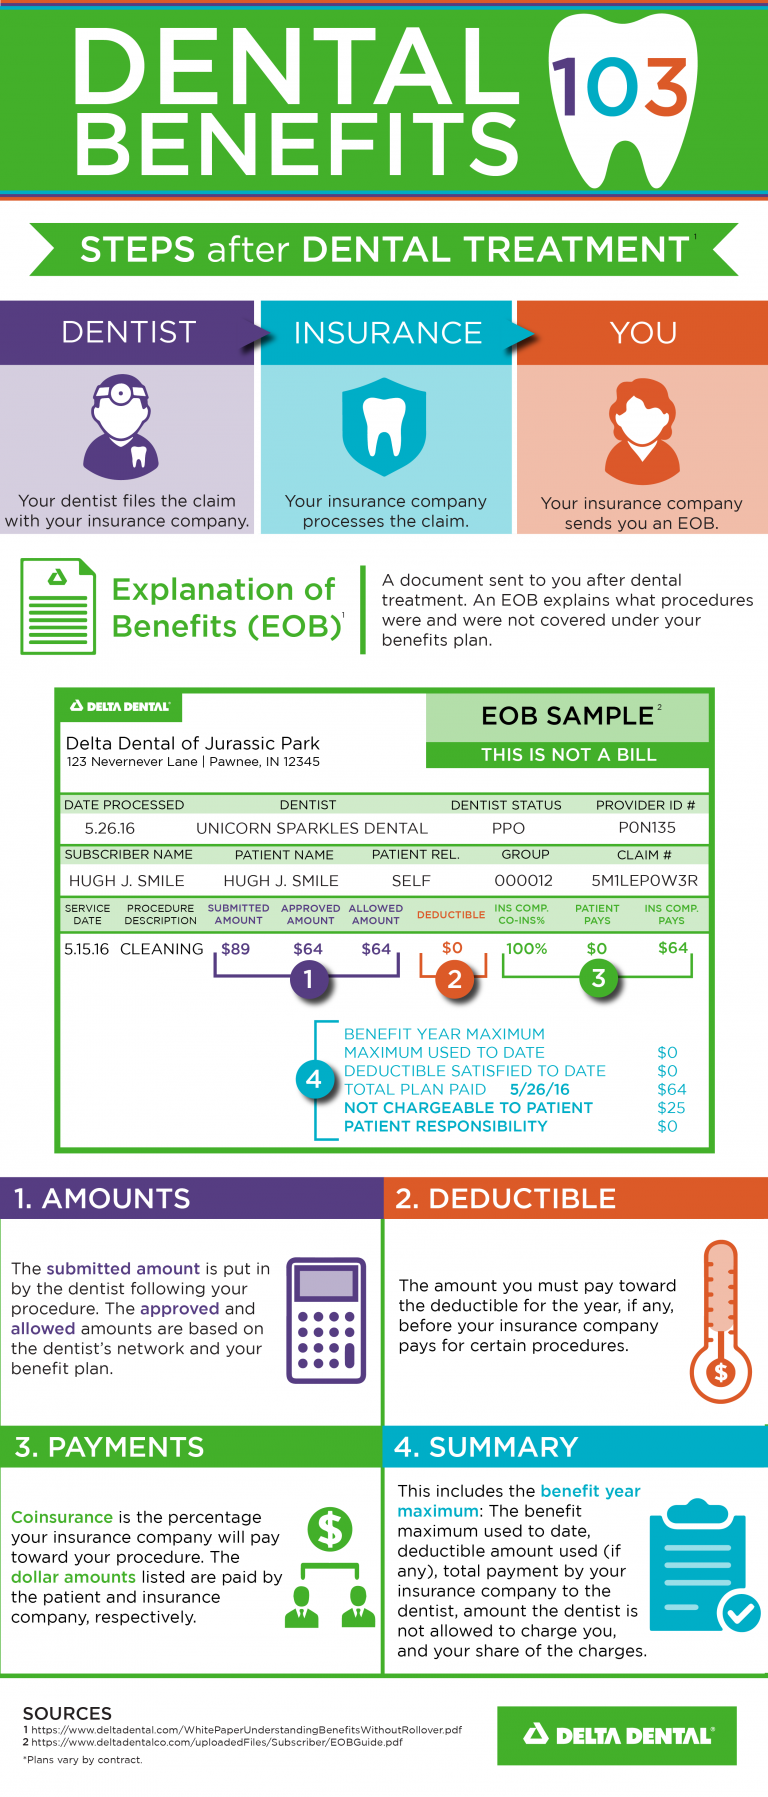 DENTAL
BENEFITS
103
STEPS after DENTAL TREATMENT 1
DENTIST
INSURANCE
YOU
Your dentist files the claim
with your insurance company.
Your insurance company
processes the claim.
Your insurance company
sends you an EOB.
Explanation of
Benefits (EOB) 1
A document sent to you after dental
treatment. An EOB explains what procedures
were and were not covered under your
benefits plan.
DELTA DENTAL
EOB SAMPLE 2
THIS IS NOT A BILL
Delta Dental of Jurassic Park
123 Nevernever Lane | Pawnee, IN 12345
DATE PROCESSED DENTIST DENTIST STATUS PROVIDER ID #
5.26.16 UNICORN SPARKLES DENTAL PPO P0N135
SUBSCRIBER NAME PATIENT NAME PATIENT REL. GROUP CLAIM #
HUGH J. SMILE HUGH J. SMILE SELF 000012 5M1LEP0W3R
SERVICE PROCEDURE SUBMITTED APPROVED ALLOWED DEDUCTIBLE INS COMP. PATIENT INS COMP.
DATE DESCRIPTION AMOUNT AMOUNT AMOUNT CO-INS% PAYS PAYS
5.15.16 CLEANING $89 $64 $64 $0 100% $0 $64
1 2 3
4
BENEFIT YEAR MAXIMUM
MAXIMUM USED TO DATE $0
DEDUCTIBLE SATISFIED TO DATE $0
TOTAL PLAN PAID 5/26/16 $64
NOT CHARGEABLE TO PATIENT $25
PATIENT RESPONSIBILITY $0
1. AMOUNTS
The submitted amount is put in
by the dentist following your
procedure. The approved and
allowed amounts are based on
the dentist's network and your
benefit plan.
2. DEDUCTIBLE
The amount you must pay toward
the deductible for the year, if any,
before your insurance company
pays for certain procedures.
$
3. PAYMENTS
Coinsurance is the percentage
your insurance company will pay
toward your procedure. The
dollar amounts listed are paid by
the patient and insurance
company, respectively.
$
4. SUMMARY
This includes the benefit year
maximum: The benefit
maximum used to date,
deductible amount used (if
any), total payment by your
insurance company to the
dentist, amount the dentist is
not allowed to charge you,
and your share of the charges.
SOURCES
1 https://www.deltadental.com/WhitePaperUnderstandingBenefitsWithoutRollover.pdf
2 https://www.deltadentalco.com/uploadedFiles/Subscriber/EOBGuide.pdf
*Plans vary by contract.
DELTA DENTAL®